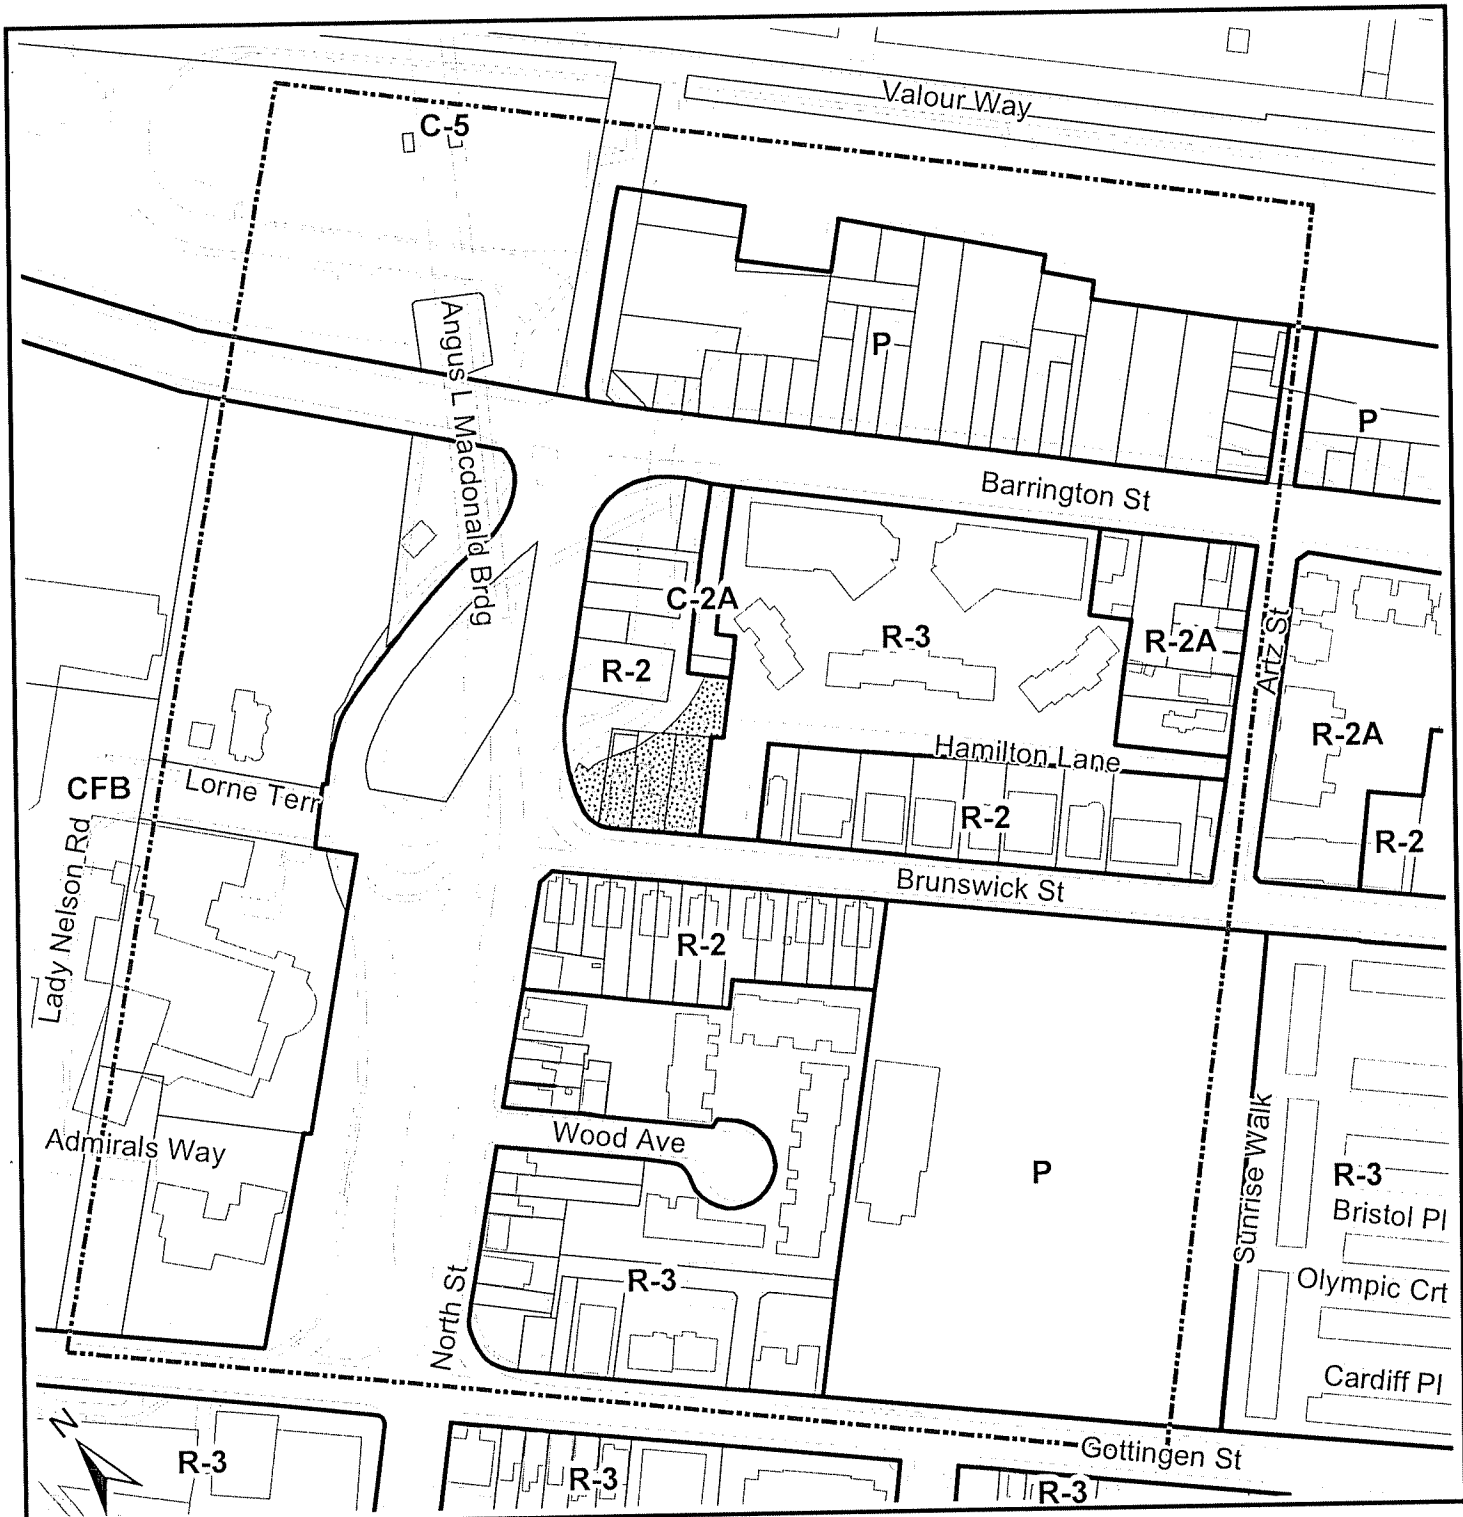 Valour Way
C-5
Angus L Macdonald Brdg
P
P
Barrington St
C-2A
R-3
R-2A
Artz St
R-2
R-2A
Hamilton Lane
CFB
Lorne Terr
R-2
R-2
Lady Nelson Rd
Brunswick St
R-2
Wood Ave
Admirals Way
P
Sunrise Walk
R-3
Bristol Pl
R-3
Olympic Crt
North St
Cardiff Pl
N
R-3
Gottingen St
R-3
R-3